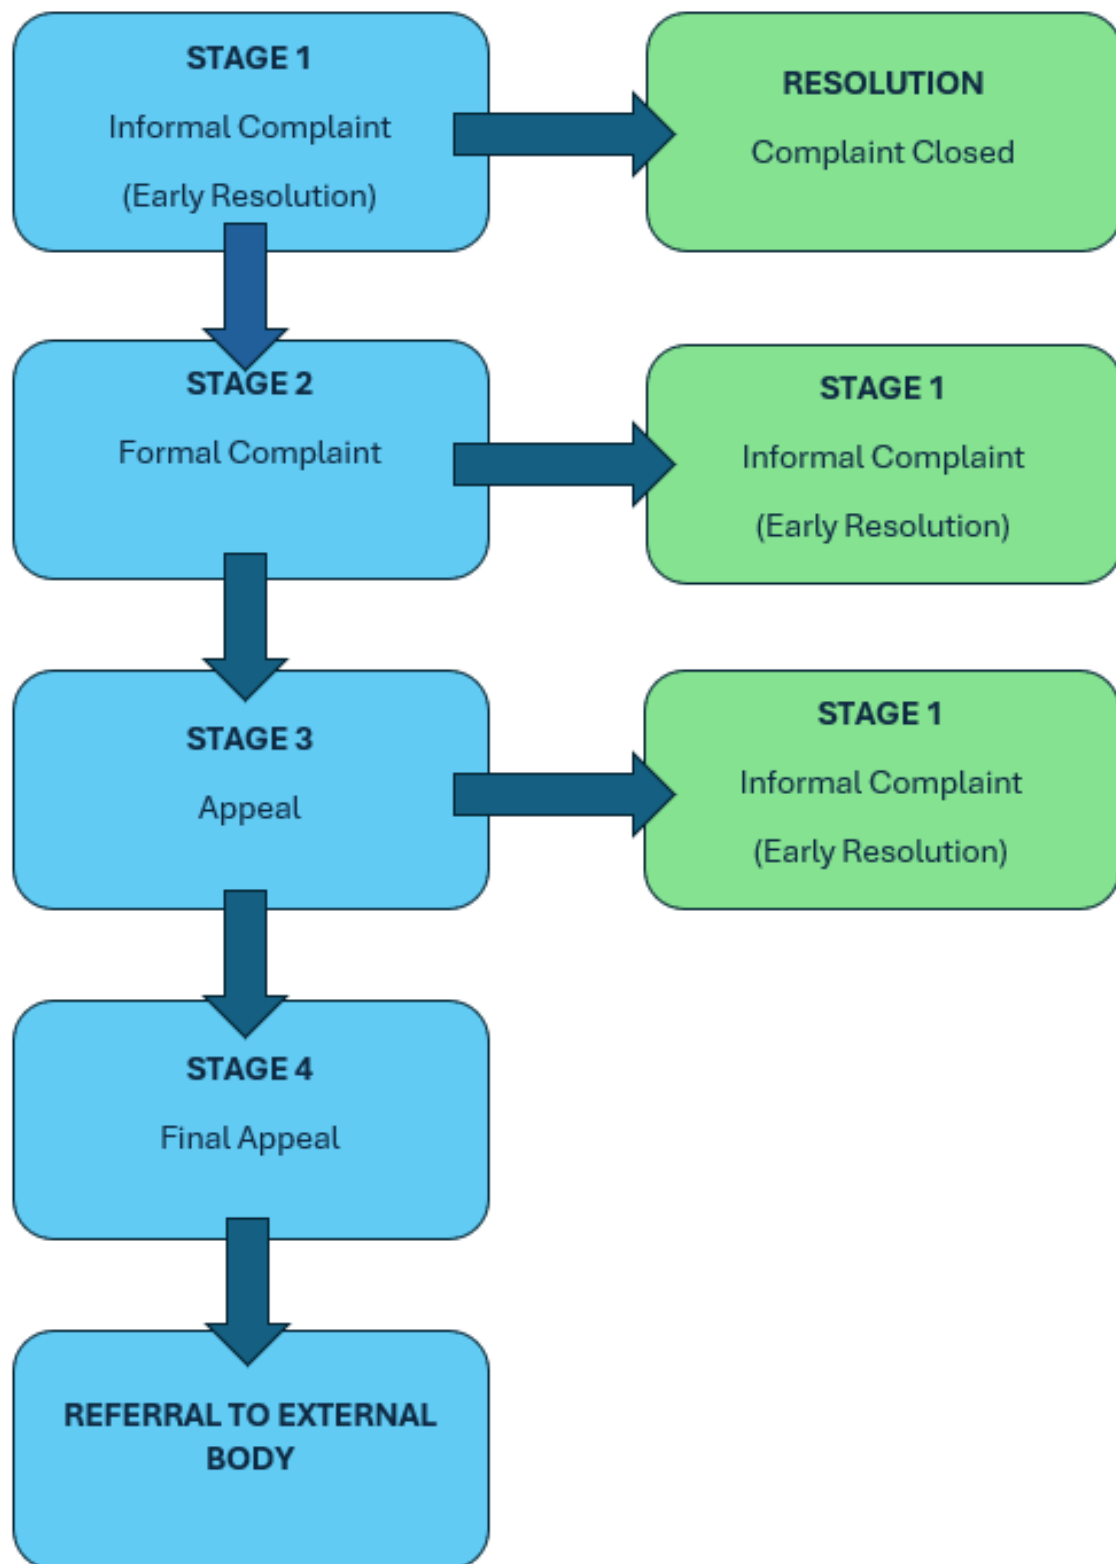 STAGE 1
Informal Complaint
(Early Resolution)
RESOLUTION
Complaint Closed
STAGE 2
Formal Complaint
STAGE 1
Informal Complaint
(Early Resolution)
STAGE 3
Appeal
STAGE 1
Informal Complaint
(Early Resolution)
STAGE 4
Final Appeal
REFERRAL TO EXTERNAL
BODY